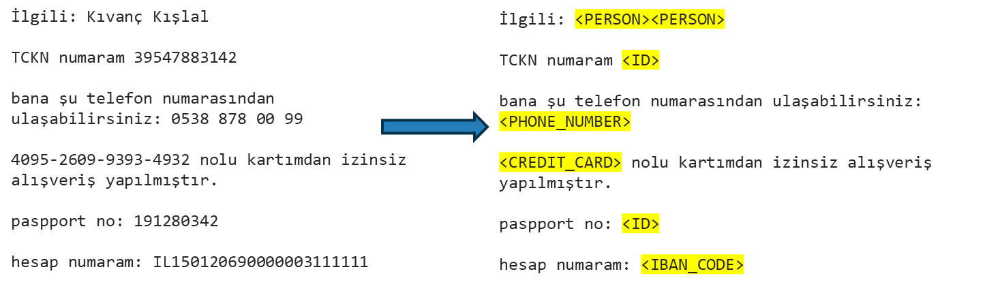 İlgili: Kıvanç Kışlal
TCKN numaram 39547883142
bana şu telefon numarasından
ulaşabilirsiniz: 0538 878 00 99
4095-2609-9393-4932 nolu kartımdan izinsiz
alışveriş yapılmıştır.
paspport no: 191280342
hesap numaram: IL150120690000003111111
İlgili: <PERSON><PERSON>
TCKN numaram <ID>
bana şu telefon numarasından ulaşabilirsiniz:
<PHONE_NUMBER>
<CREDIT_CARD> nolu kartımdan izinsiz alışveriş
yapılmıştır.
paspport no: <ID>
hesap numaram: <IBAN_CODE>